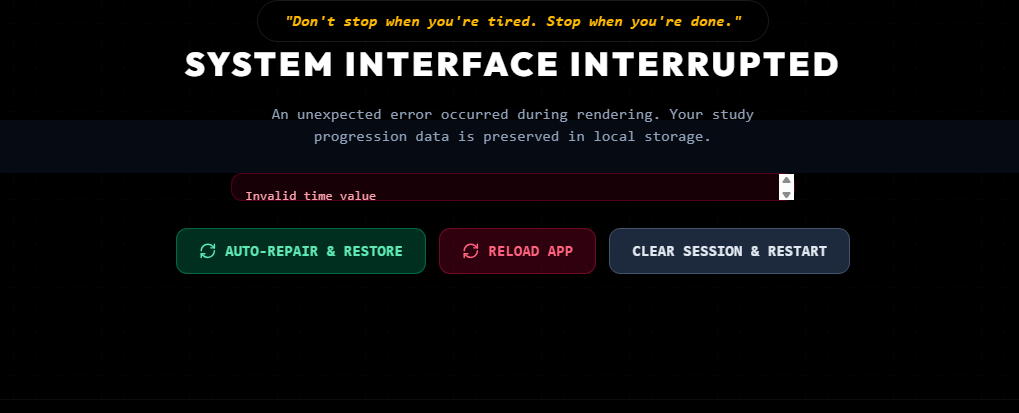 "Don't stop when you're tired. Stop when you're done."
SYSTEM INTERFACE INTERRUPTED
An unexpected error occurred during rendering. Your study
progression data is preserved in local storage.
Invalid time value
AUTO-REPAIR & RESTORE
RELOAD APP
CLEAR SESSION & RESTART